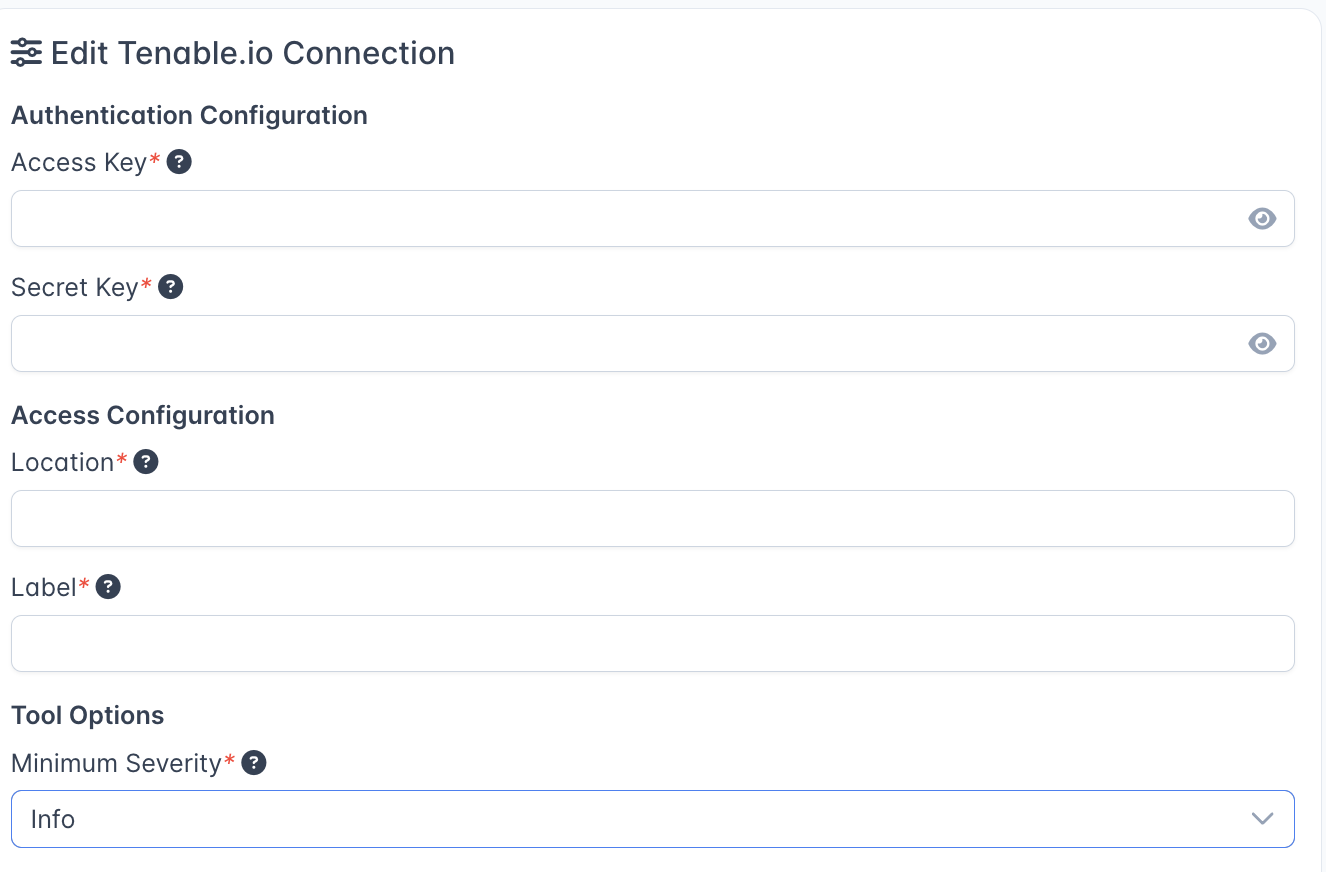 Edit Tenable.io Connection
Authentication Configuration
Access Key* ?
Secret Key* ?
Access Configuration
Location* ?
Label* ?
Tool Options
Minimum Severity* ?
Info